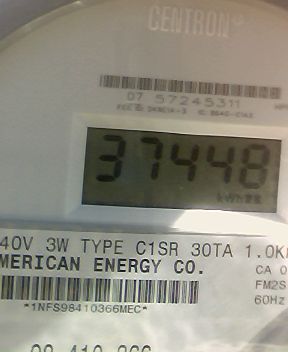 CENTRON
07 57245311
37448
kWh
40V 3W TYPE C1SR 30TA 1.0K
MERICAN ENERGY CO.
CA 0
FM2S
60Hz
*1NFS98410366MEC*